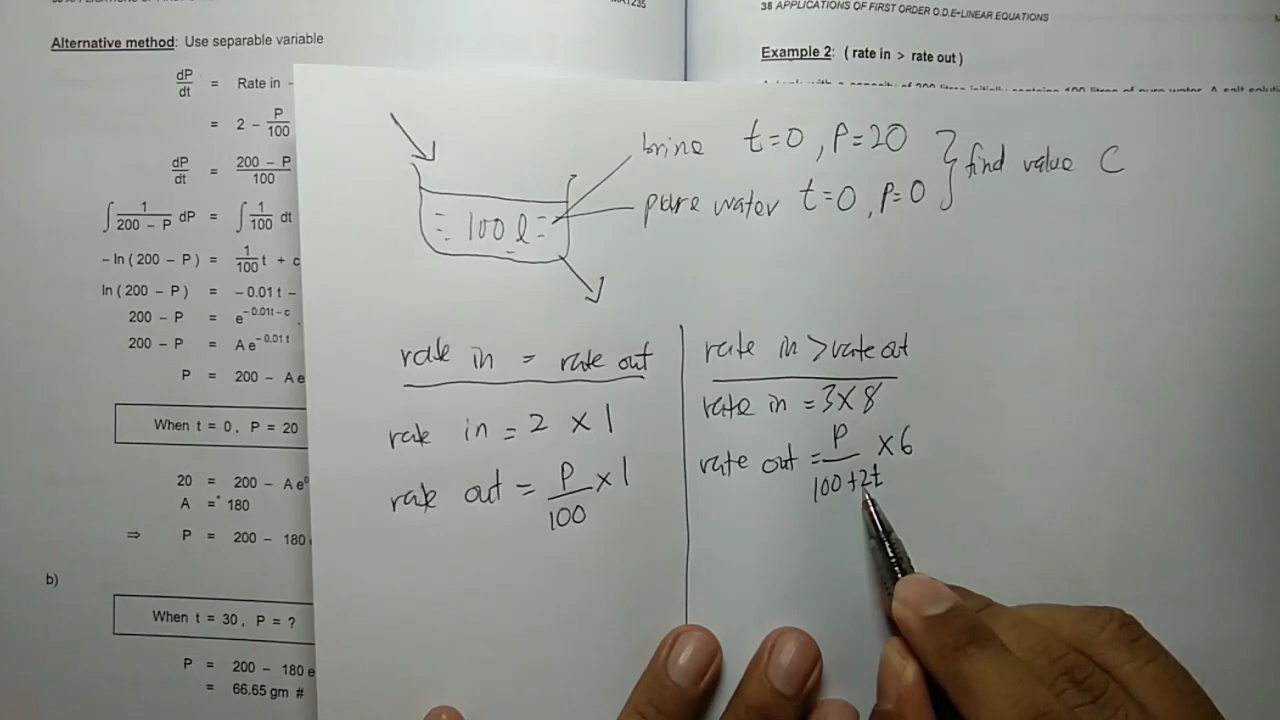 MA1235
38 APPLICATIONS OF FIRST ORDER O.D.E-LINEAR EQUATIONS
Alternative method: Use separable variable
dP/dt = Rate in -
= 2 - P/100
dP/dt = 200 - P / 100
∫ 1/200 - P dP = ∫ 1/100 dt
-ln (200 - P) = 1/100 t + c
ln (200 - P) = -0.01t -
200 - P = e^-0.01t-c
200 - P = Ae^-0.01t
P = 200 - Ae
When t = 0, P = 20
20 = 200 - Ae⁰
A = 180
⇒ P = 200 - 180
b)
When t = 30, P = ?
P = 200 - 180 e
= 66.65 gm #
Example 2: (rate in > rate out)
brine t=0, P=20
pure water t=0, P=0
} find value C
100 l
rate in = rate out
rate in = 2 × 1
rate out = P/100 × 1
rate in > rate out
rate in = 3 × 8
rate out = P/100+2t × 6